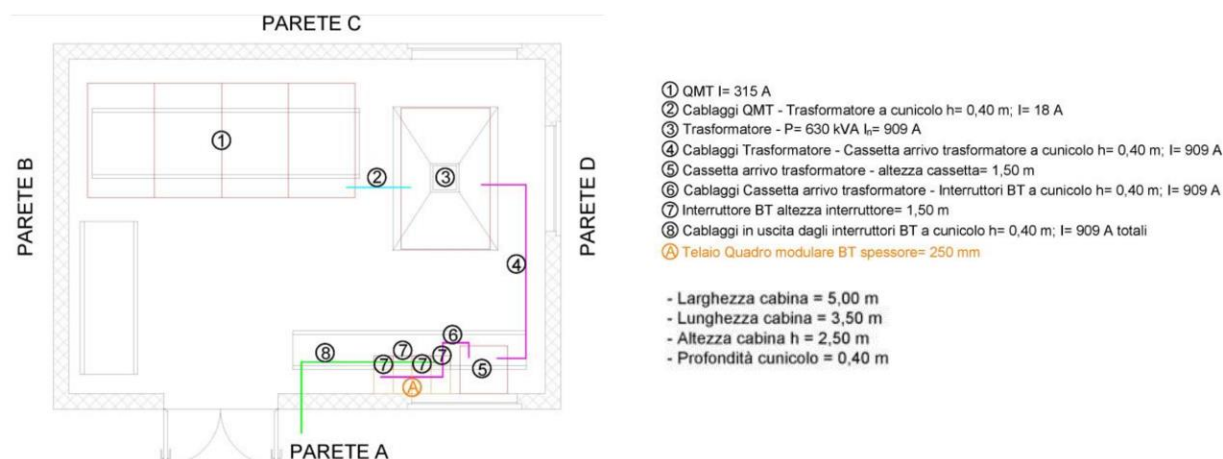 PARETE C
PARETE B
PARETE D
PARETE A
1
2
3
4
5
6
7
7
7
7
8
A
① QMT I= 315 A
② Cablaggi QMT - Trasformatore a cunicolo h= 0,40 m; I= 18 A
③ Trasformatore - P= 630 kVA Iₙ= 909 A
④ Cablaggi Trasformatore - Cassetta arrivo trasformatore a cunicolo h= 0,40 m; I= 909 A
⑤ Cassetta arrivo trasformatore - altezza cassetta= 1,50 m
⑥ Cablaggi Cassetta arrivo trasformatore - Interruttori BT a cunicolo h= 0,40 m; I= 909 A
⑦ Interruttore BT altezza interruttore= 1,50 m
⑧ Cablaggi in uscita dagli interruttori BT a cunicolo h= 0,40 m; I= 909 A totali
Ⓐ Telaio Quadro modulare BT spessore= 250 mm
- Larghezza cabina = 5,00 m
- Lunghezza cabina = 3,50 m
- Altezza cabina h = 2,50 m
- Profondità cunicolo = 0,40 m